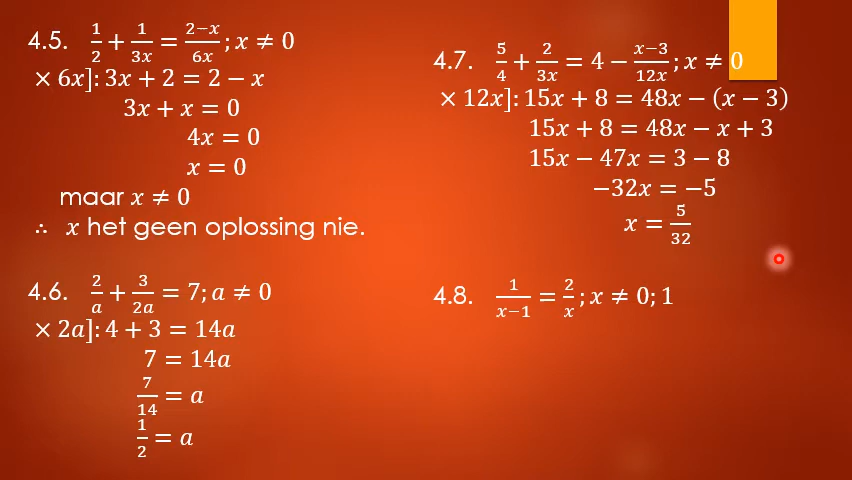 4.5. 1/2 + 1/3x = 2−x/6x ; x ≠ 0
× 6x]: 3x + 2 = 2 − x
3x + x = 0
4x = 0
x = 0
maar x ≠ 0
∴ x het geen oplossing nie.
4.6. 2/a + 3/2a = 7; a ≠ 0
× 2a]: 4 + 3 = 14a
7 = 14a
7/14 = a
1/2 = a
4.7. 5/4 + 2/3x = 4 − x−3/12x ; x ≠ 0
× 12x]: 15x + 8 = 48x − (x − 3)
15x + 8 = 48x − x + 3
15x − 47x = 3 − 8
−32x = −5
x = 5/32
4.8. 1/x−1 = 2/x ; x ≠ 0; 1